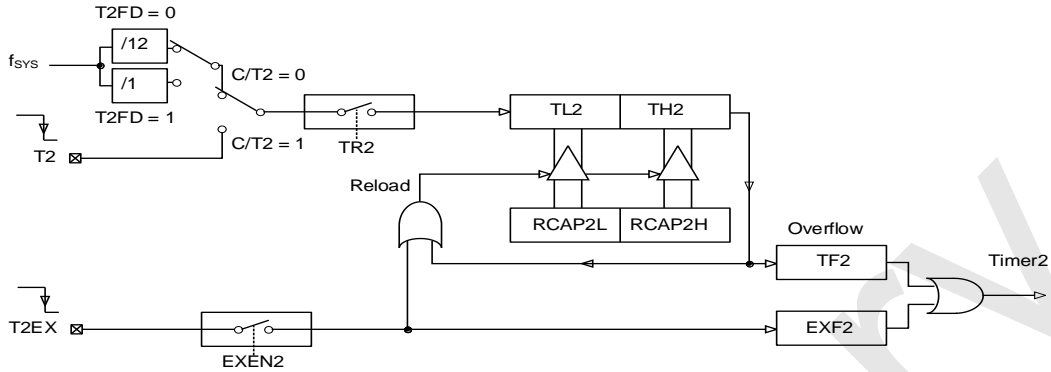 T2FD = 0
/12
fSYS
C/T2 = 0
/1
T2FD = 1
TL2 TH2
T2
C/T2 = 1
TR2
Reload
RCAP2L RCAP2H
Overflow
TF2
Timer2
T2EX
EXF2
EXEN2